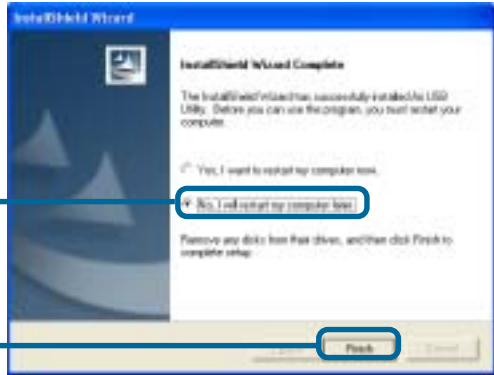 InstallShield Wizard
InstallShield Wizard Complete
The InstallShield Wizard has successfully installed Air USB
Utility. Before you can use the program, you must restart your
computer.
Yes, I want to restart my computer now.
No, I will restart my computer later.
Remove any disks from their drives, and then click Finish to
complete setup.
Finish
Cancel